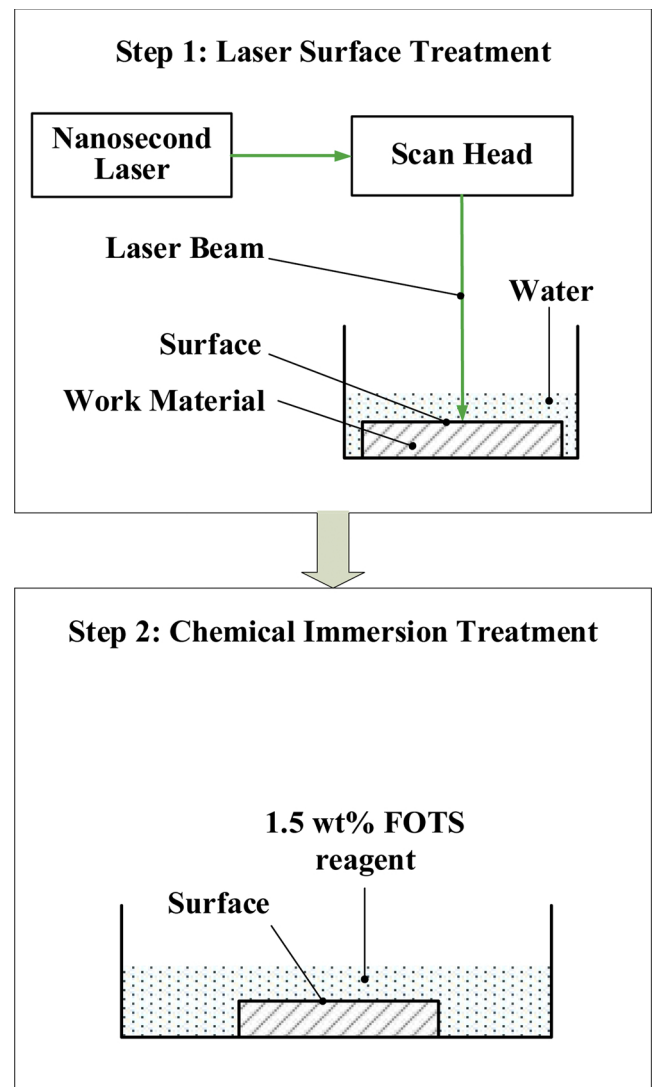 Step 1: Laser Surface Treatment
Nanosecond
Laser
Scan Head
Laser Beam
Water
Surface
Work Material
Step 2: Chemical Immersion Treatment
1.5 wt% FOTS
reagent
Surface